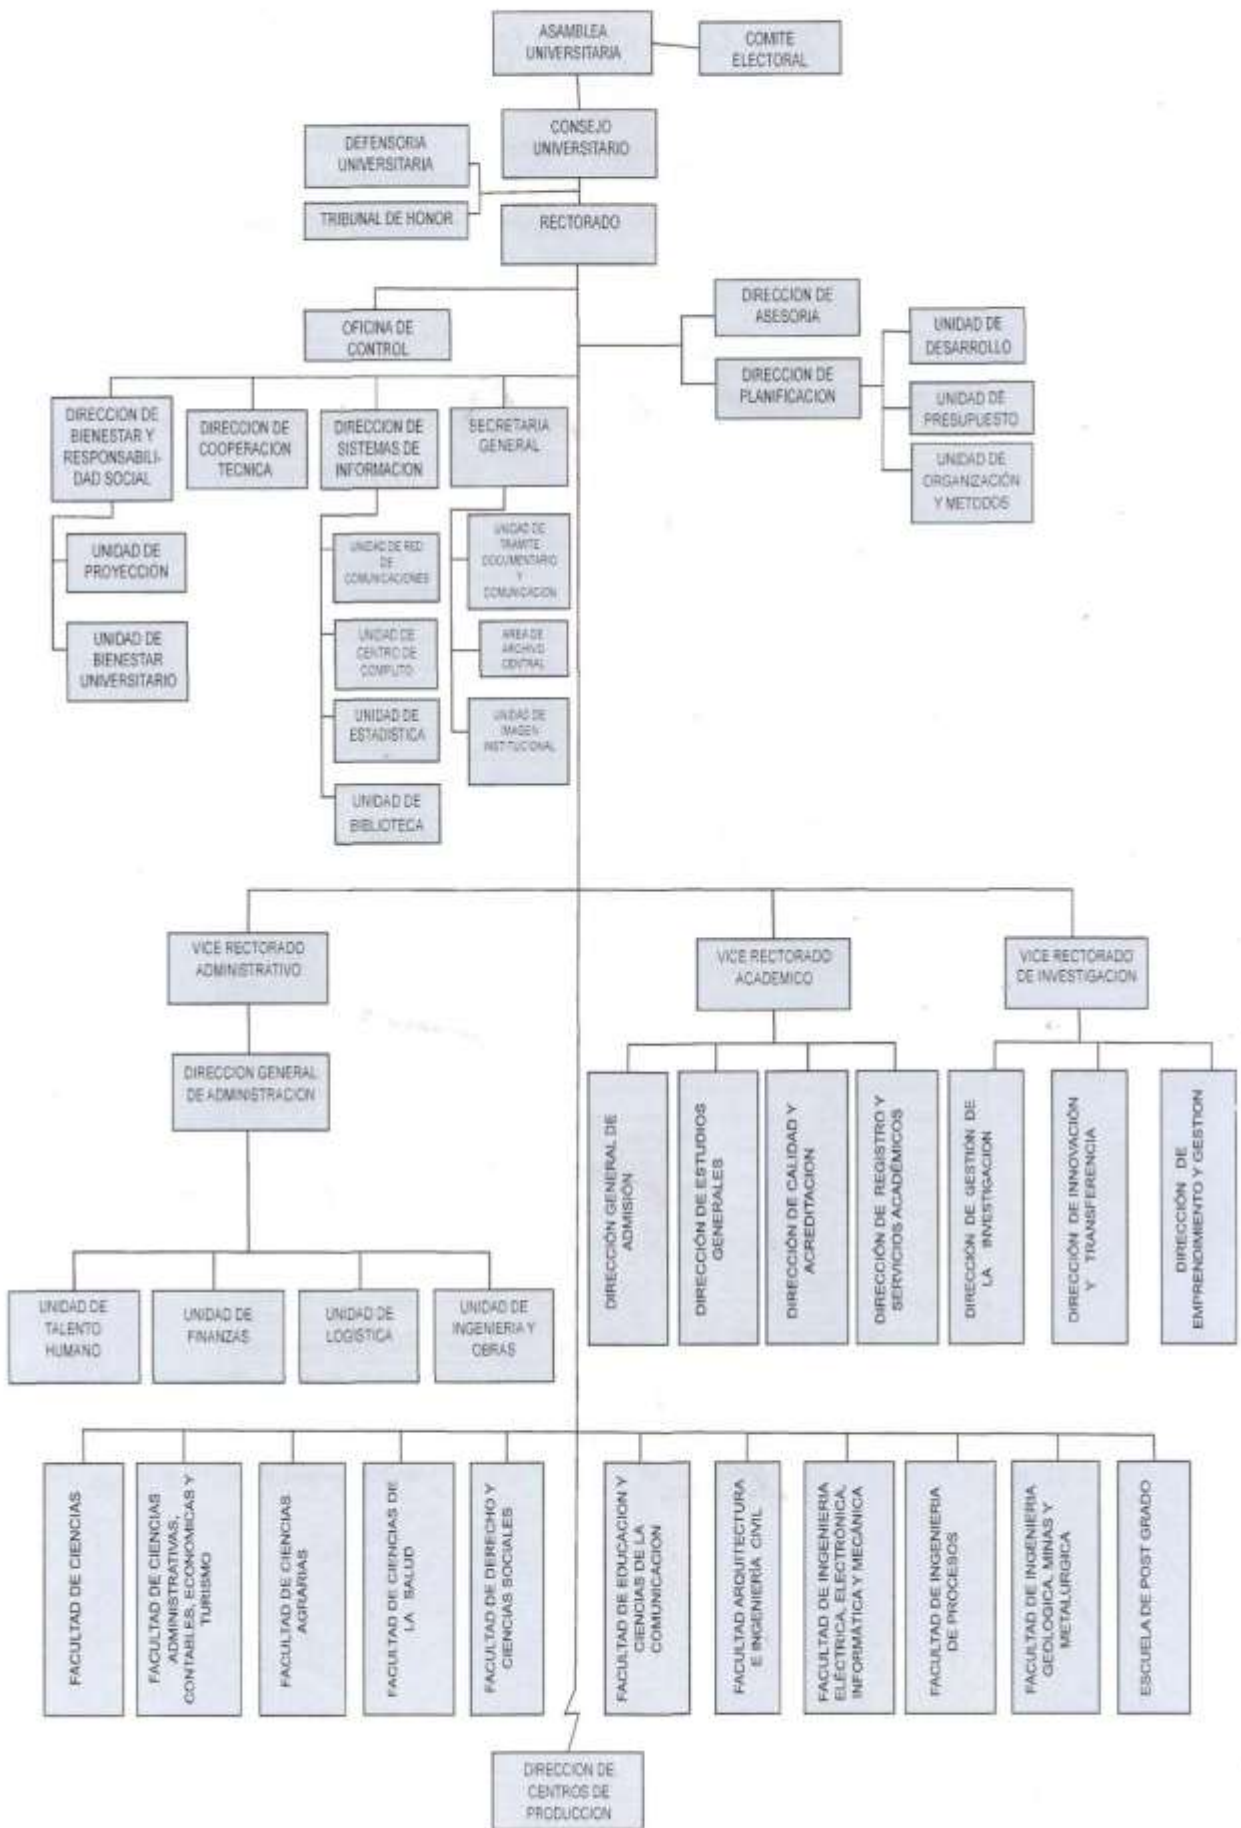 ASAMBLEA
UNIVERSITARIA
COMITE
ELECTORAL
CONSEJO
UNIVERSITARIO
DEFENSORIA
UNIVERSITARIA
TRIBUNAL DE HONOR
RECTORADO
OFICINA DE
CONTROL
DIRECCION DE
ASESORIA
DIRECCION DE
PLANIFICACION
UNIDAD DE
DESARROLLO
UNIDAD DE
PRESUPUESTO
UNIDAD DE
ORGANIZACIÓN
Y METODOS
DIRECCION DE
BIENESTAR Y
RESPONSABILI-
DAD SOCIAL
DIRECCION DE
COOPERACION
TECNICA
DIRECCION DE
SISTEMAS DE
INFORMACION
SECRETARIA
GENERAL
UNIDAD DE
PROYECCION
UNIDAD DE
BIENESTAR
UNIVERSITARIO
UNIDAD DE RED
DE
COMUNICACIONES
UNIDAD DE
CENTRO DE
COMPUTO
UNIDAD DE
ESTADISTICA
UNIDAD DE
BIBLIOTECA
UNIDAD DE
TRAMITE
DOCUMENTARIO
Y
COMUNICACION
AREA DE
ARCHIVO
CENTRAL
UNIDAD DE
IMAGEN
INSTITUCIONAL
VICE RECTORADO
ADMINISTRATIVO
VICE RECTORADO
ACADEMICO
VICE RECTORADO
DE INVESTIGACION
DIRECCION GENERAL
DE ADMINISTRACION
DIRECCIÓN GENERAL DE
ADMISIÓN
DIRECCIÓN DE ESTUDIOS
GENERALES
DIRECCIÓN DE CALIDAD Y
ACREDITACION
DIRECCIÓN DE REGISTRO Y
SERVICIOS ACADÉMICOS
DIRECCION DE GESTIÓN DE
LA INVESTIGACION
DIRECCIÓN DE INNOVACIÓN
Y TRANSFERENCIA
DIRECCIÓN DE
EMPRENDIMIENTO Y GESTION
UNIDAD DE
TALENTO
HUMANO
UNIDAD DE
FINANZAS
UNIDAD DE
LOGÍSTICA
UNIDAD DE
INGENIERIA Y
OBRAS
FACULTAD DE CIENCIAS
FACULTAD DE CIENCIAS
ADMINISTRATIVAS,
CONTABLES, ECONOMICAS Y
TURISMO
FACULTAD DE CIENCIAS
AGRARIAS
FACULTAD DE CIENCIAS DE
LA SALUD
FACULTAD DE DERECHO Y
CIENCIAS SOCIALES
FACULTAD DE EDUCACION Y
CIENCIAS DE LA
COMUNICACION
FACULTAD ARQUITECTURA
E INGENIERÍA CIVIL
FACULTAD DE INGENIERIA
ELÉCTRICA, ELECTRÓNICA,
INFORMÁTICA Y MECÁNICA
FACULTAD DE INGENIERIA
DE PROCESOS
FACULTAD DE INGENIERIA
GEOLOGICA, MINAS Y
METALÚRGICA
ESCUELA DE POST GRADO
DIRECCION DE
CENTROS DE
PRODUCCION